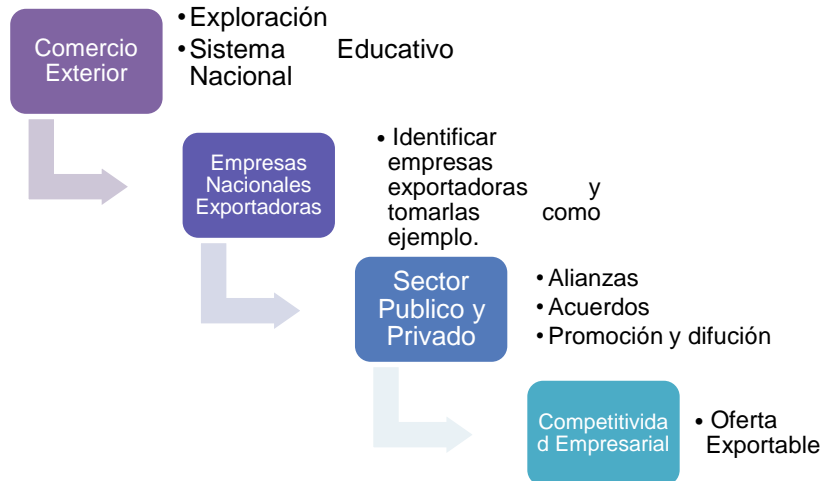 Comercio
Exterior
• Exploración
• Sistema Educativo
Nacional
Empresas
Nacionales
Exportadoras
• Identificar
empresas
exportadoras y
tomarlas como
ejemplo.
Sector
Publico y
Privado
• Alianzas
• Acuerdos
• Promoción y difución
Competitivida
d Empresarial
• Oferta
Exportable